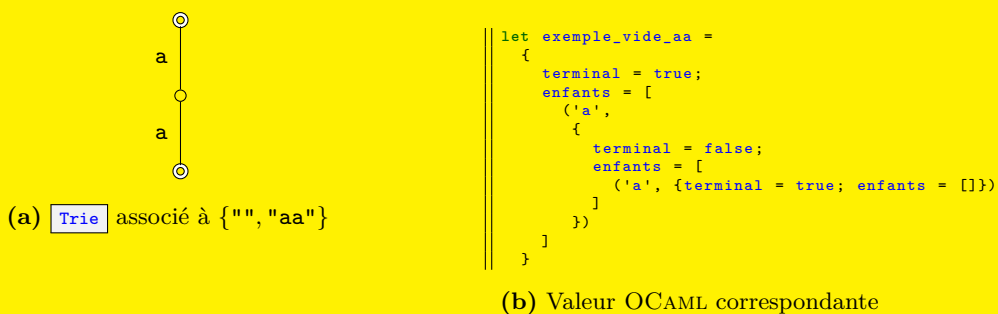 a
a
(a) Trie associé à {"", "aa"}
let exemple_vide_aa =
  {
    terminal = true;
    enfants = [
      ('a',
       {
         terminal = false;
         enfants = [
           ('a', {terminal = true; enfants = []})
         ]
       })
    ]
  }
(b) Valeur OCAML correspondante